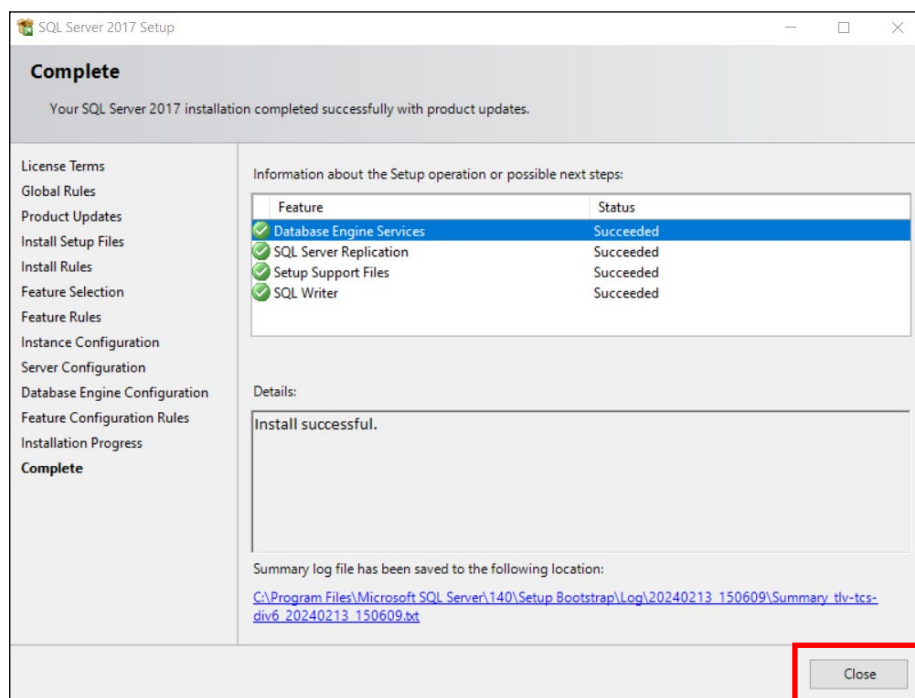 SQL Server 2017 Setup
Complete
Your SQL Server 2017 installation completed successfully with product updates.
License Terms
Global Rules
Product Updates
Install Setup Files
Install Rules
Feature Selection
Feature Rules
Instance Configuration
Server Configuration
Database Engine Configuration
Feature Configuration Rules
Installation Progress
Complete
Information about the Setup operation or possible next steps:
Feature Status
Database Engine Services Succeeded
SQL Server Replication Succeeded
Setup Support Files Succeeded
SQL Writer Succeeded
Details:
Install successful.
Summary log file has been saved to the following location:
C:\Program Files\Microsoft SQL Server\140\Setup Bootstrap\Log\20240213_150609\Summary_tlv-tcs-
div6_20240213_150609.txt
Close